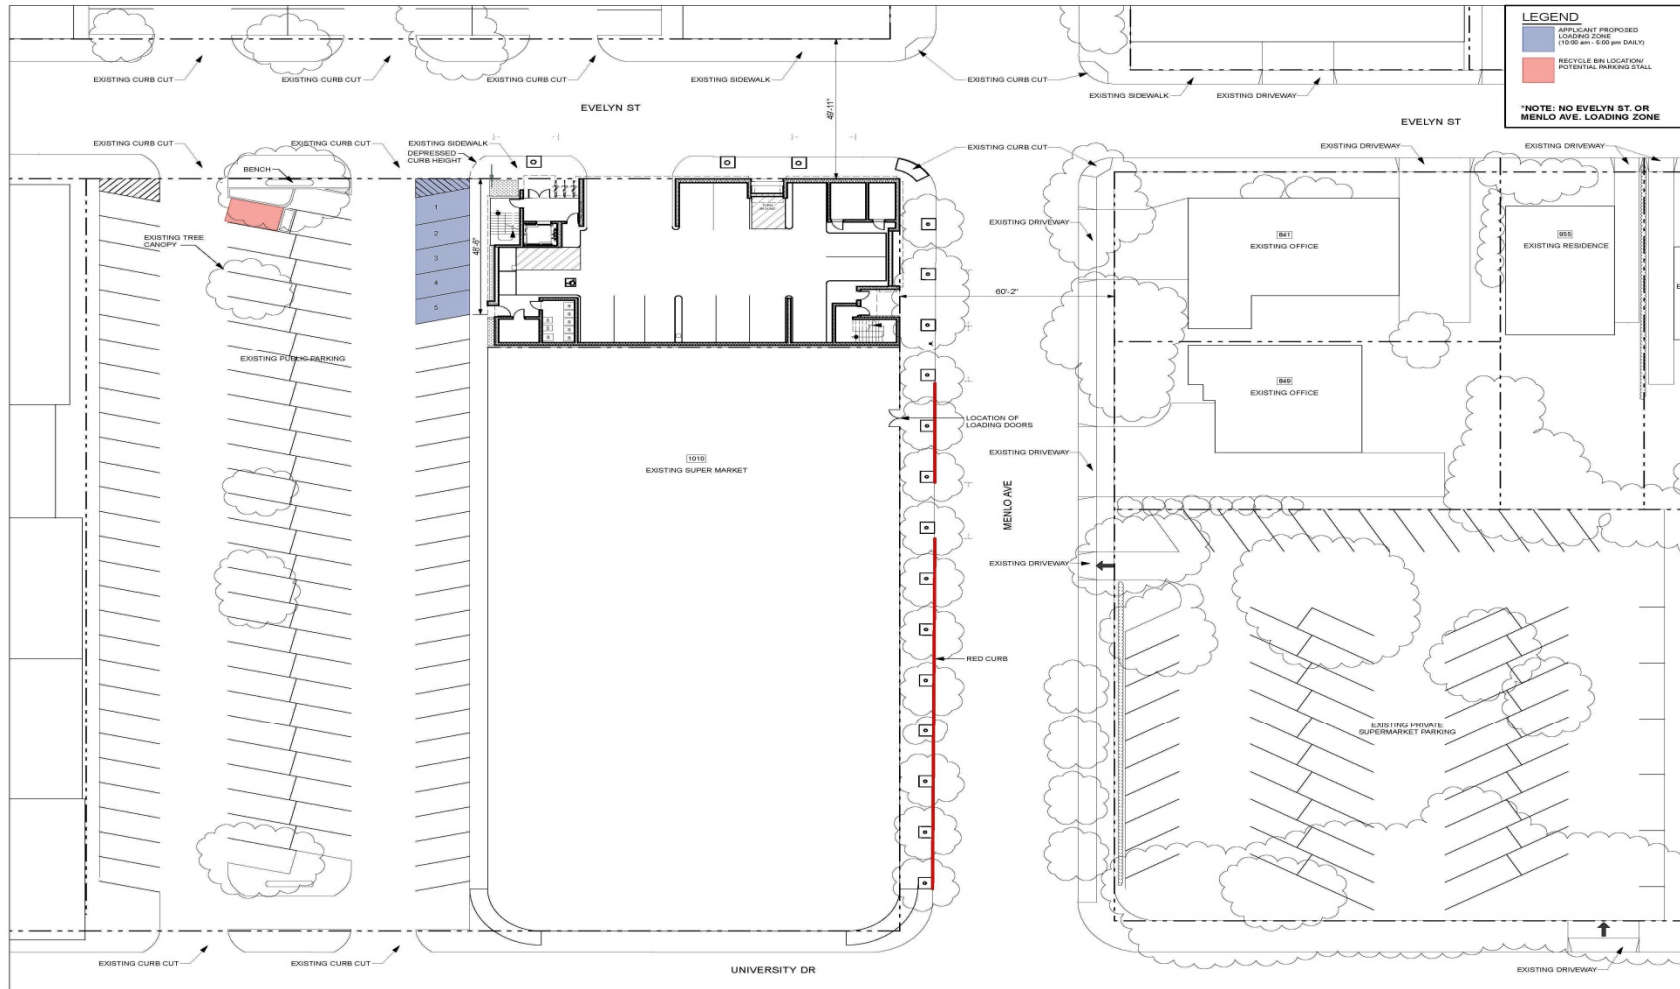 LEGEND
APPLICANT PROPOSED
LOADING ZONE
(10:00 am - 5:00 pm DAILY)
RECYCLE BIN LOCATION/
POTENTIAL PARKING STALL
*NOTE: NO EVELYN ST. OR
MENLO AVE. LOADING ZONE
EXISTING CURB CUT
EXISTING CURB CUT
EXISTING CURB CUT
EXISTING SIDEWALK
EXISTING CURB CUT
EXISTING SIDEWALK
EXISTING DRIVEWAY
EVELYN ST
49'-11"
EVELYN ST
EXISTING CURB CUT
EXISTING CURB CUT
EXISTING SIDEWALK
DEPRESSED
CURB HEIGHT
EXISTING CURB CUT
EXISTING DRIVEWAY
EXISTING DRIVEWAY
BENCH
1
2
3
4
5
48'-6"
EXISTING TREE
CANOPY
EXISTING DRIVEWAY
841
EXISTING OFFICE
955
EXISTING RESIDENCE
60'-2"
EXISTING PUBLIC PARKING
EXISTING OFFICE
LOCATION OF
LOADING DOORS
1010
EXISTING SUPER MARKET
EXISTING DRIVEWAY
MENLO AVE
EXISTING DRIVEWAY
RED CURB
EXISTING PRIVATE
SUPERMARKET PARKING
EXISTING CURB CUT
EXISTING CURB CUT
UNIVERSITY DR
EXISTING DRIVEWAY